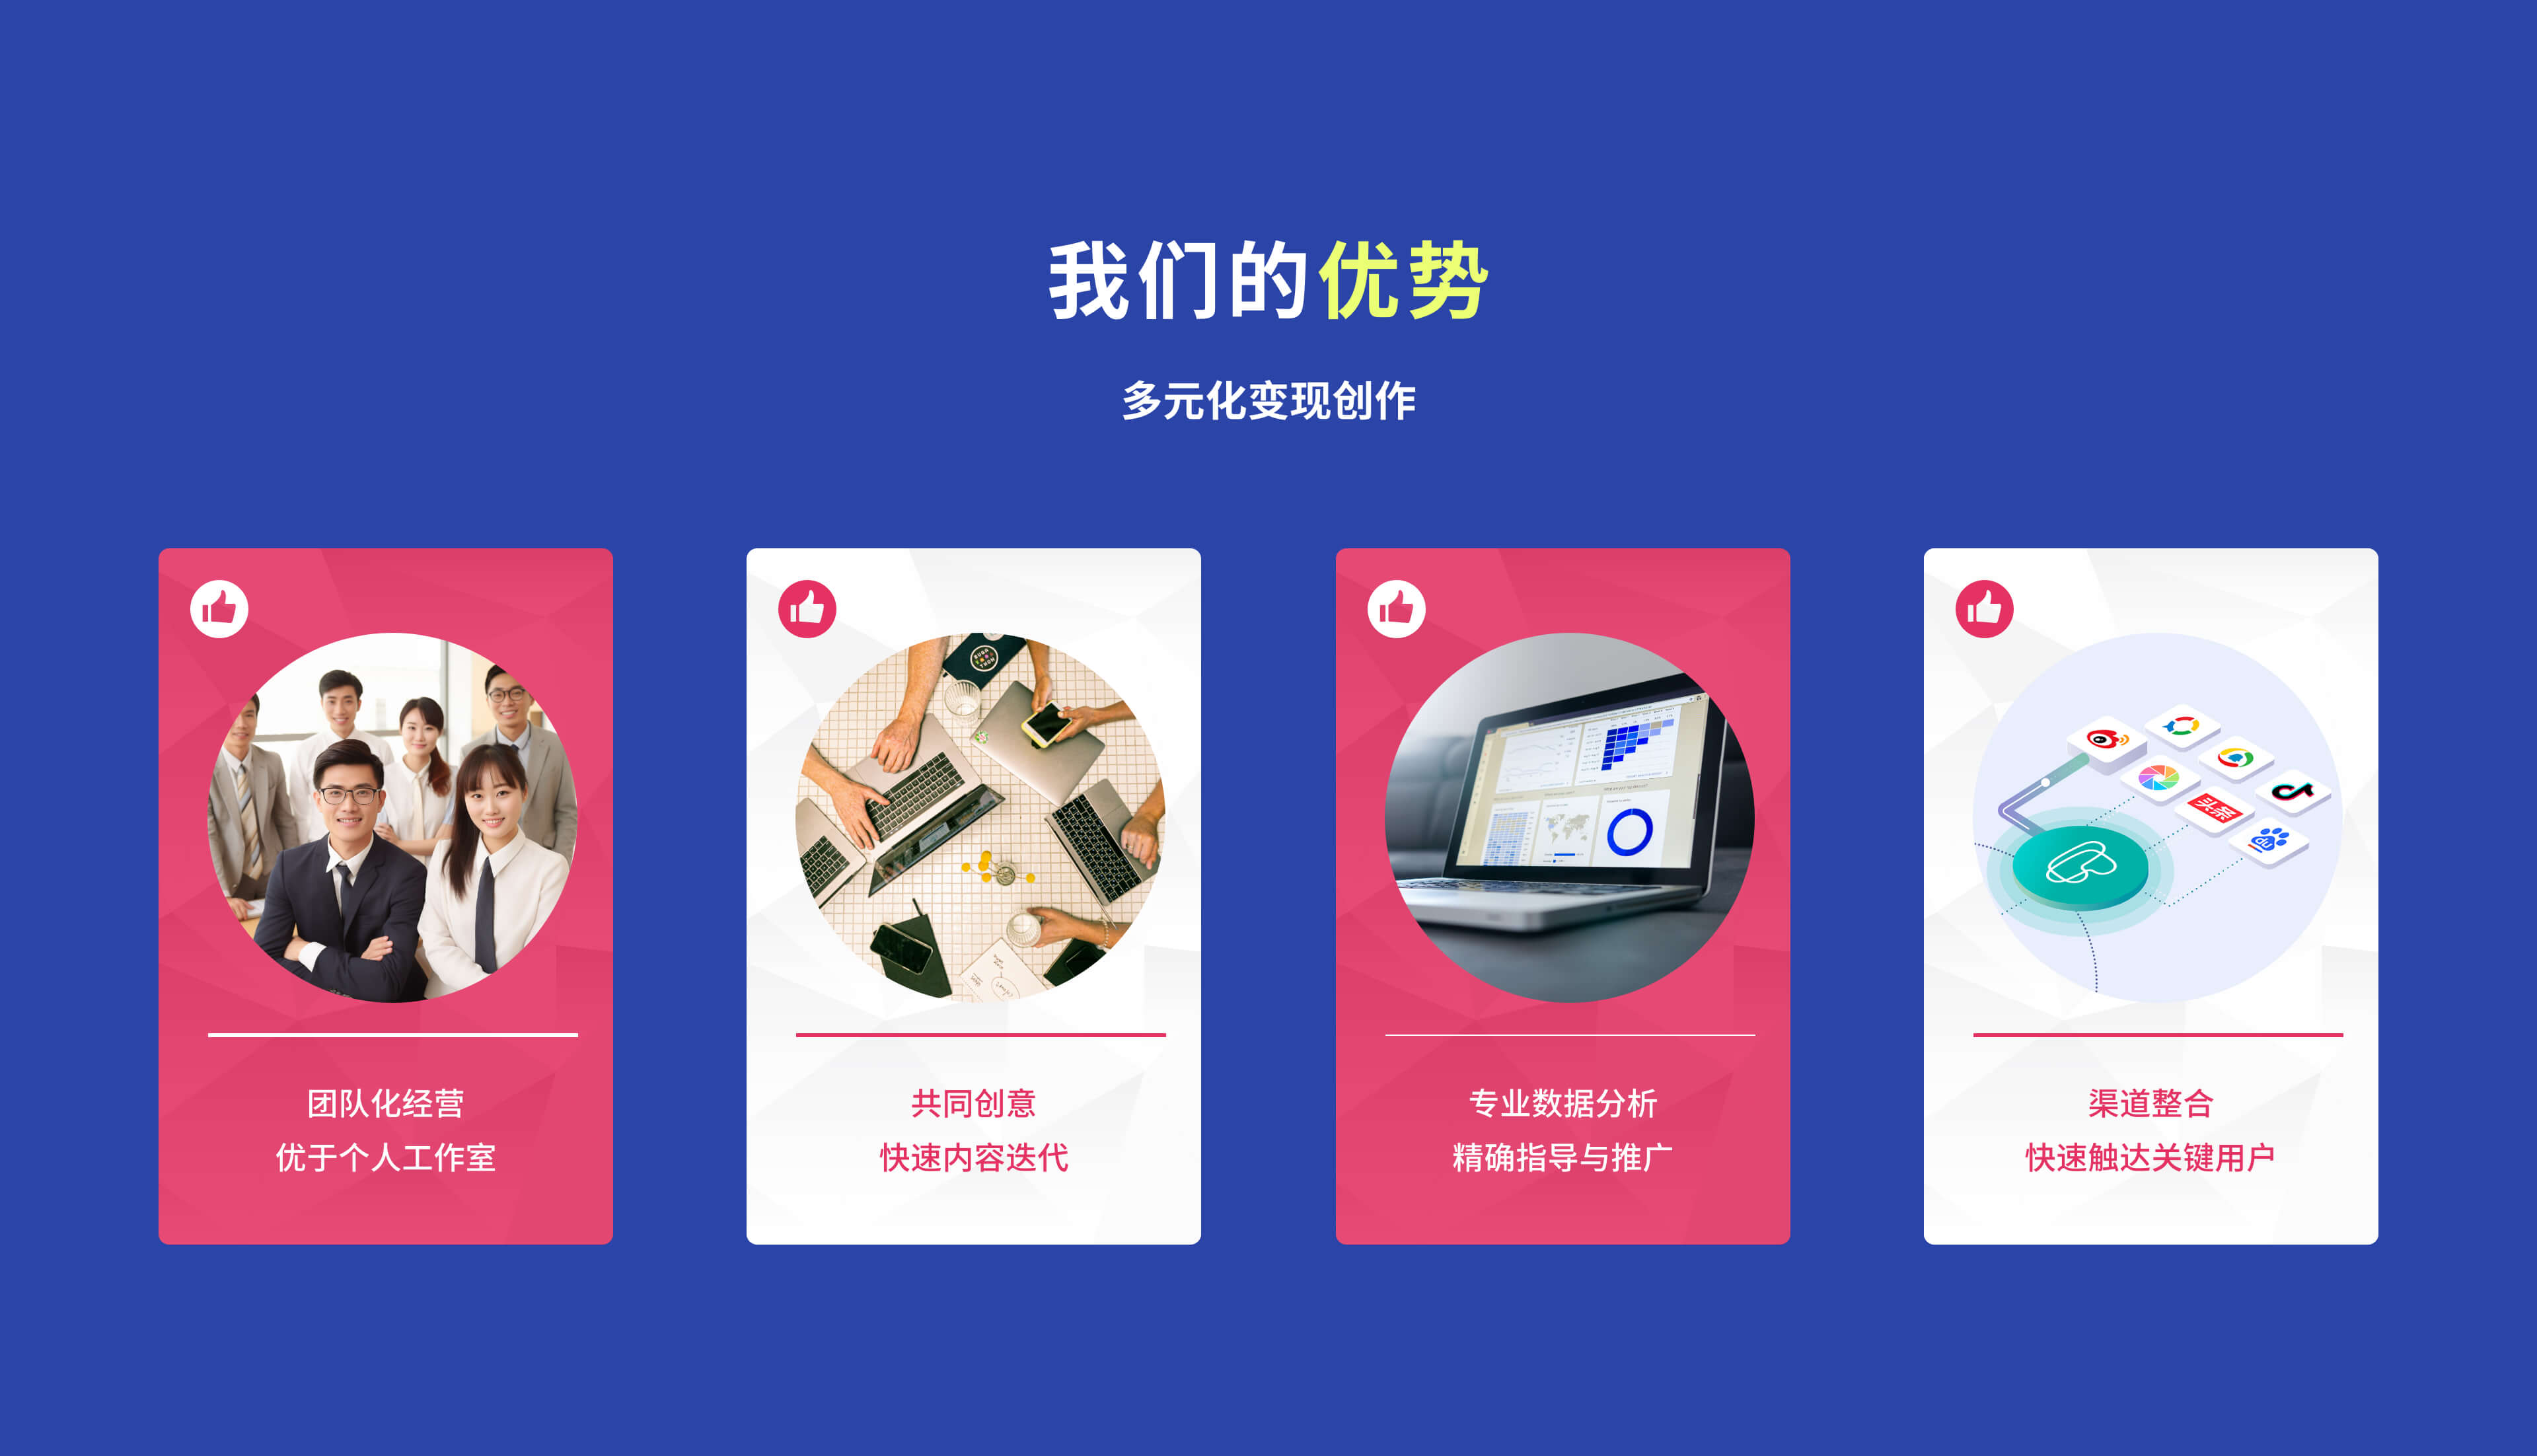 我们的优势
多元化变现创作
团队化经营
优于个人工作室
共同创意
快速内容迭代
专业数据分析
精确指导与推广
头条
du
渠道整合
快速触达关键用户